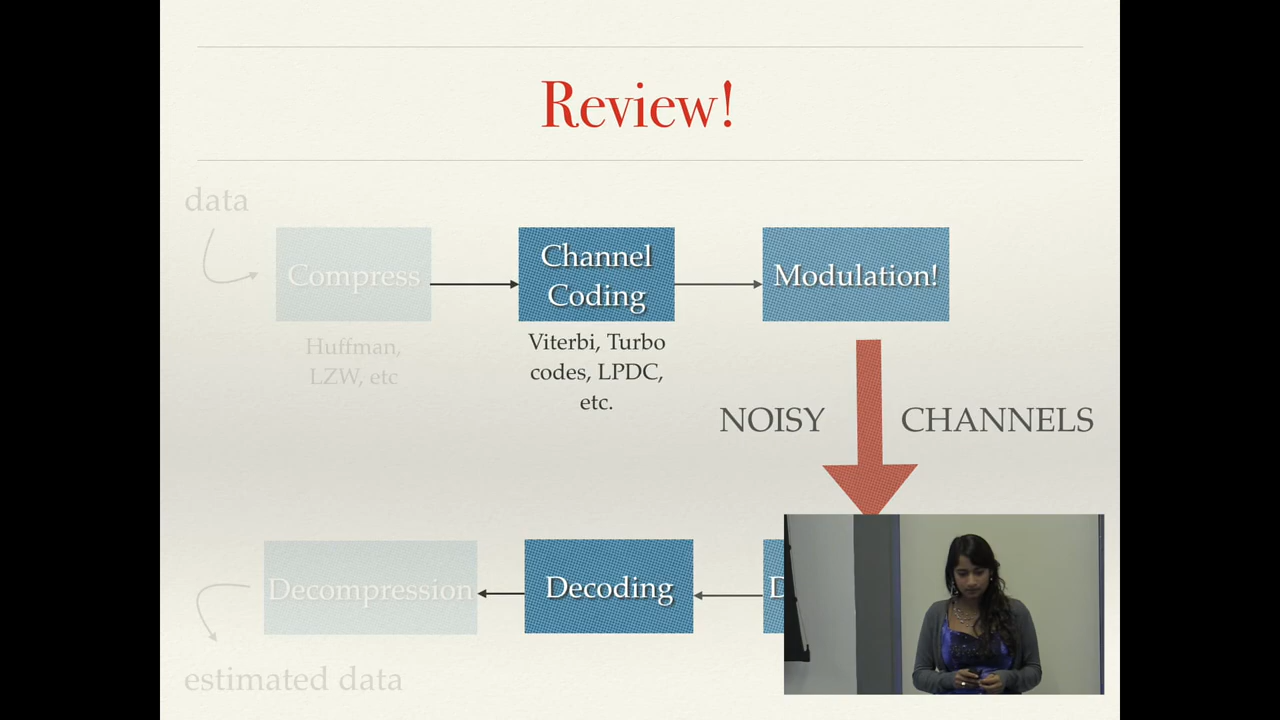 Review!
data
Compress
Huffman,
LZW, etc
Channel
Coding
Viterbi, Turbo
codes, LPDC,
etc.
Modulation!
NOISY CHANNELS
Decompression
Decoding
estimated data